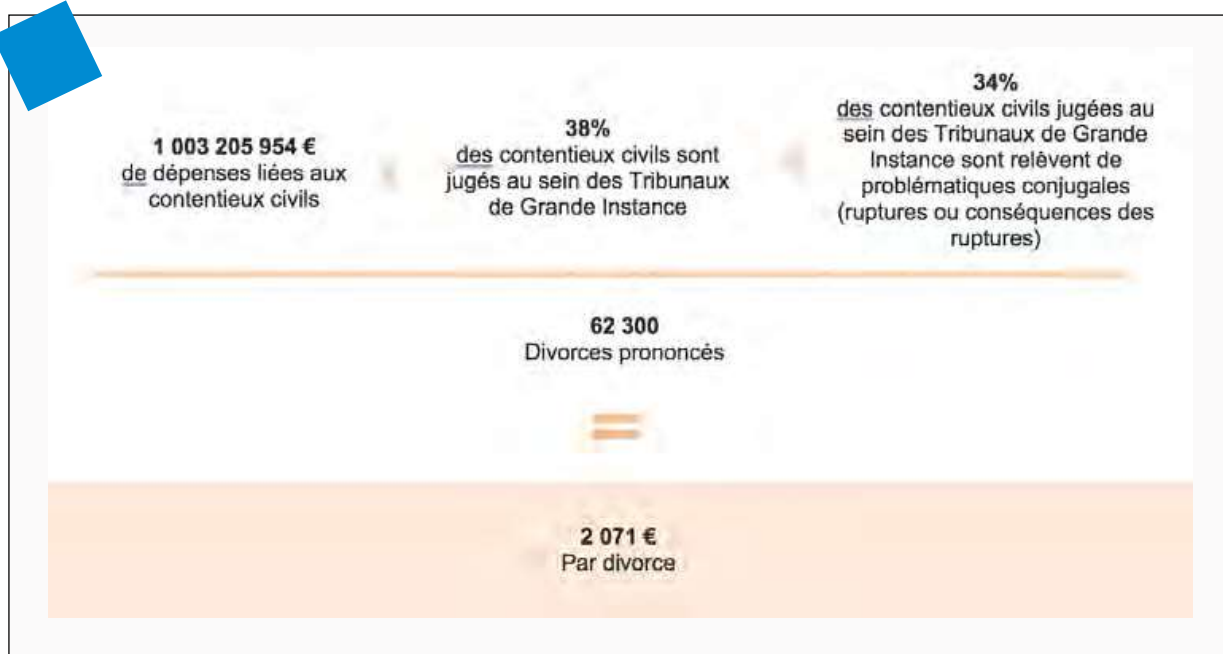 1 003 205 954 €
de dépenses liées aux
contentieux civils
x
38%
des contentieux civils sont
jugés au sein des Tribunaux
de Grande Instance
34%
des contentieux civils jugées au
sein des Tribunaux de Grande
Instance sont relèvent de
problématiques conjugales
(ruptures ou conséquences des
ruptures)
62 300
Divorces prononcés
=
2 071 €
Par divorce